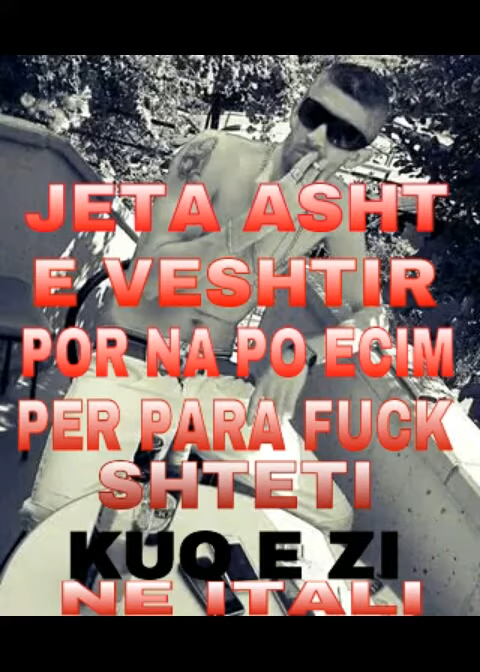 JETA ASHT
E VESHTIR
POR NA PO ECIM
PER PARA FUCK
SHTETI
KUQ E ZI
NE ITALI